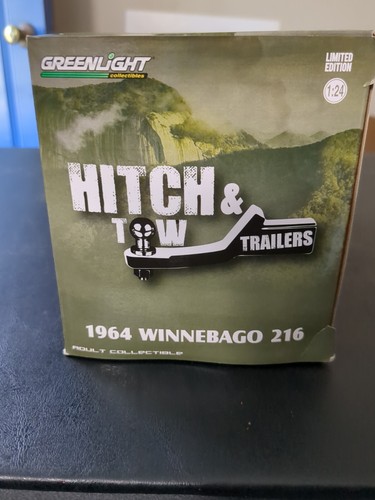 GREENLiGHT
collectibles
LIMITED
EDITION
1:24
HITCH &
TOW
TRAILERS
1964 WINNEBAGO 216
ADULT COLLECTIBLE